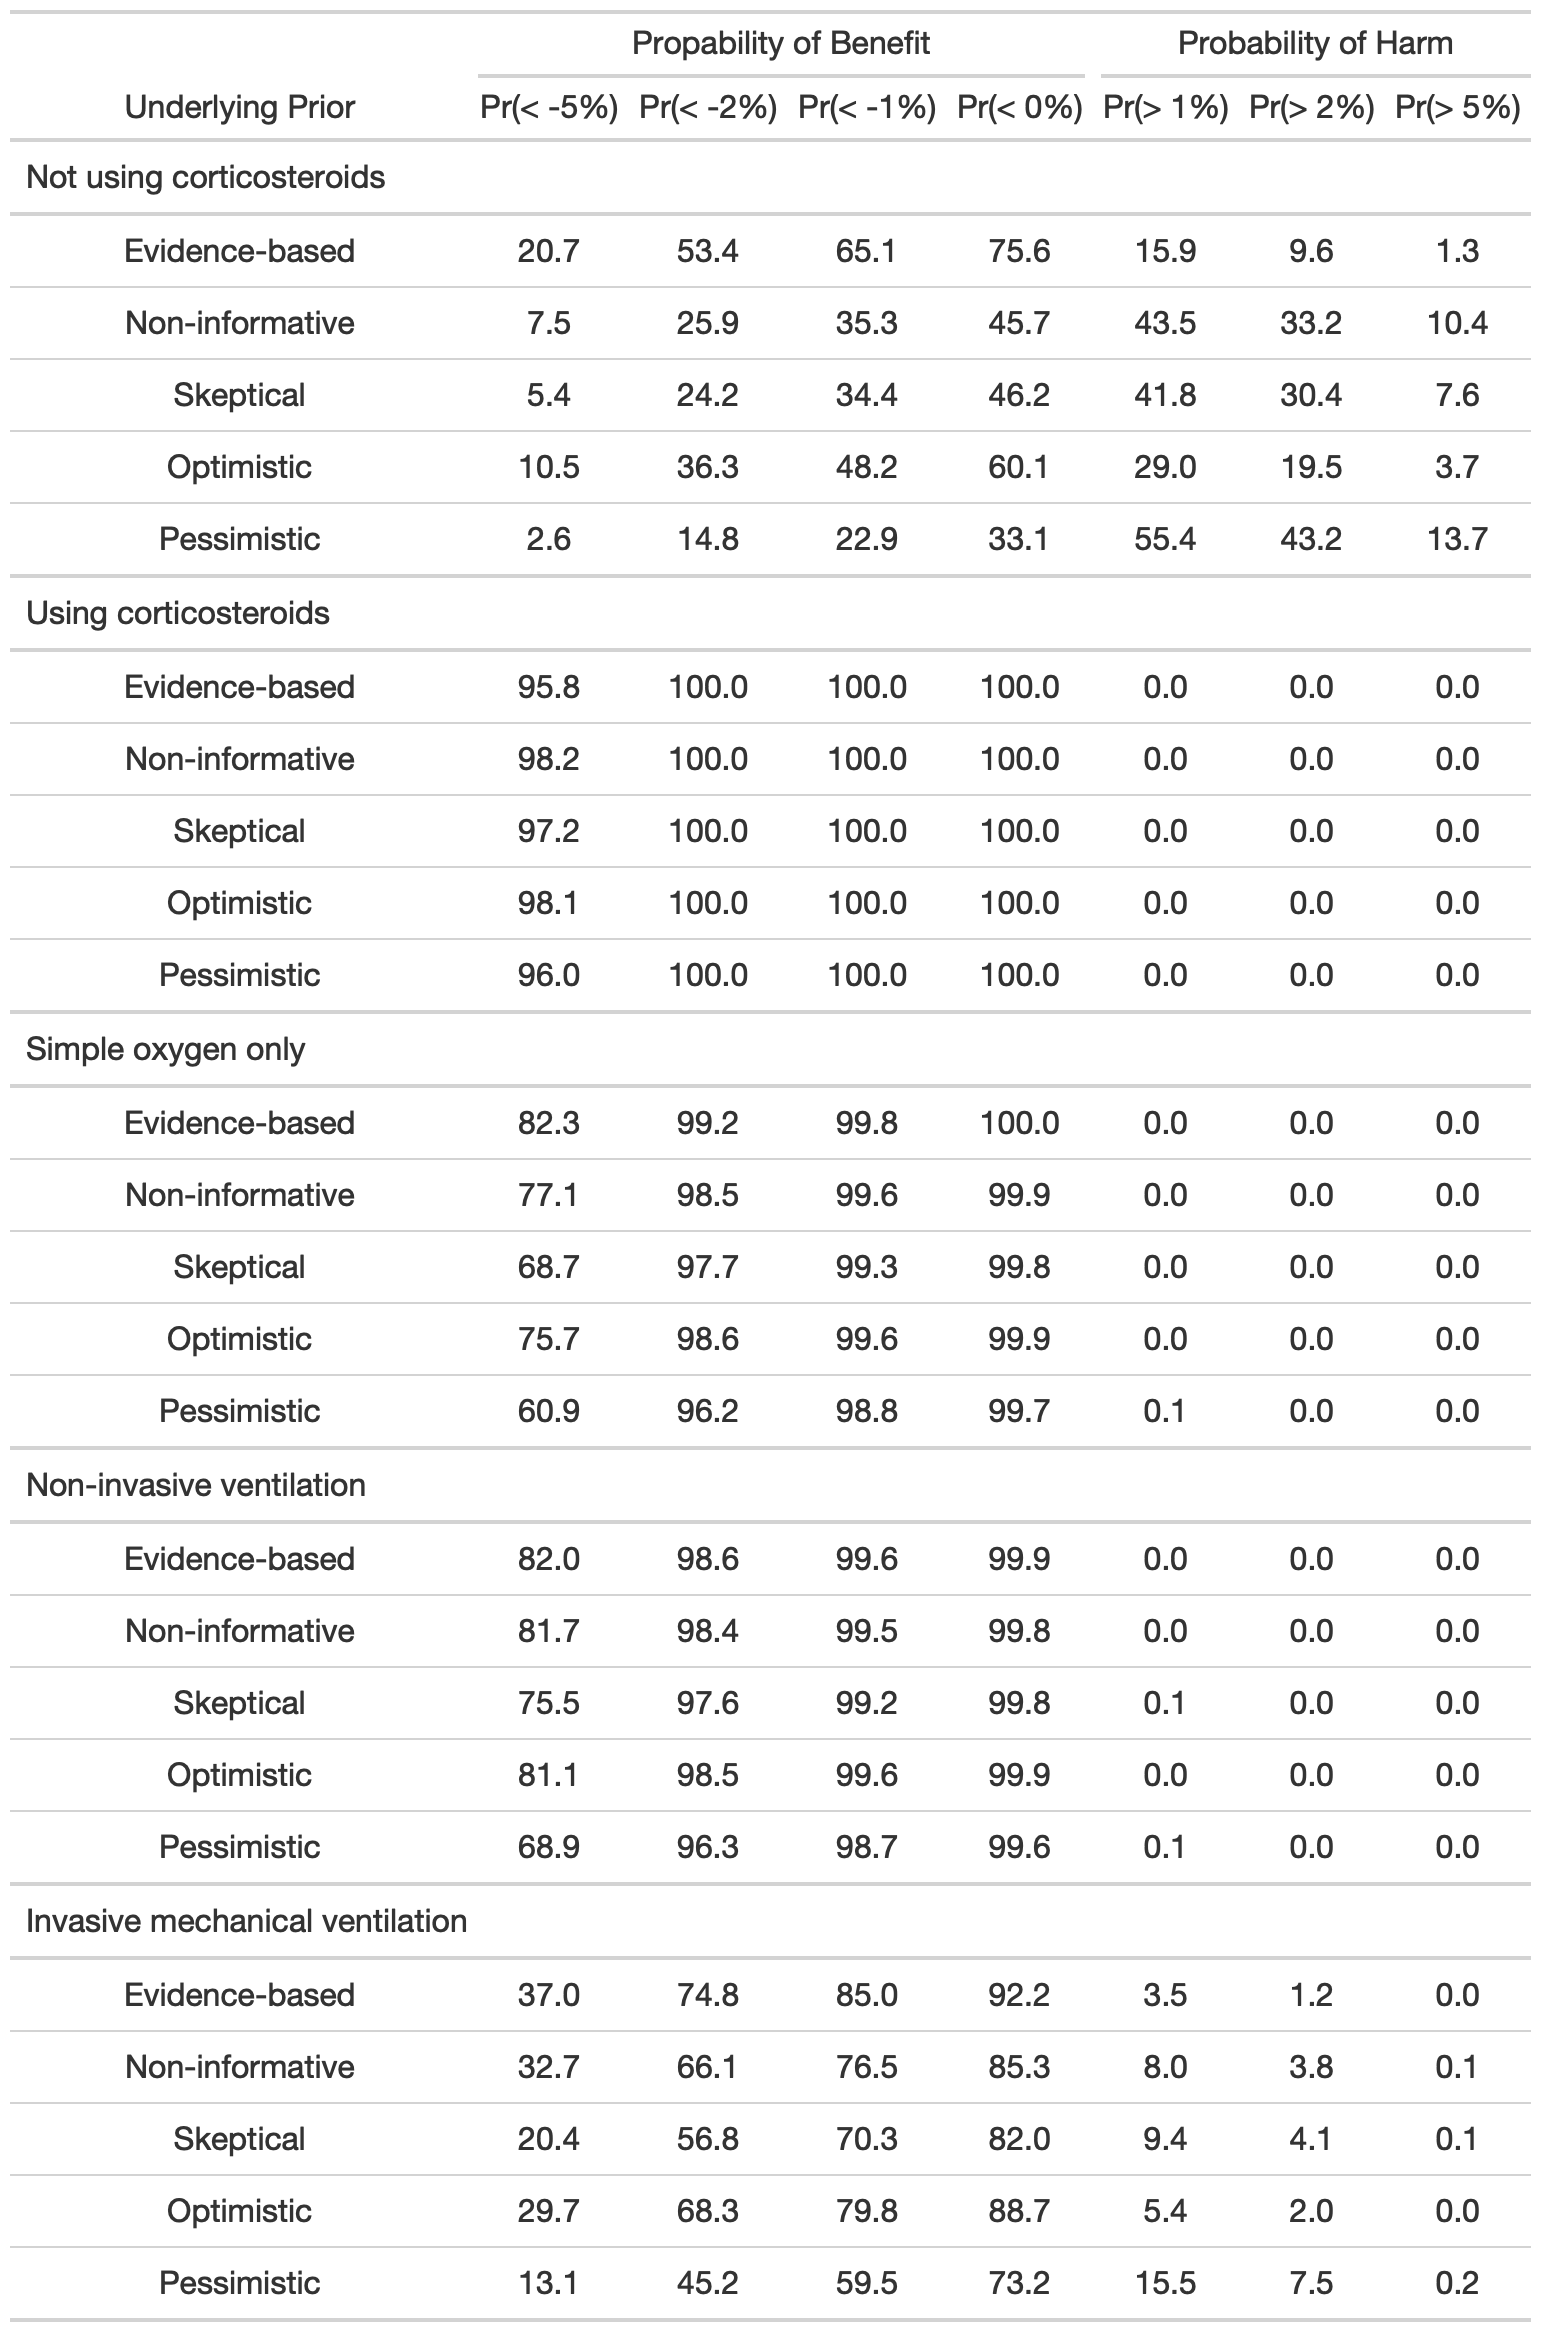 Propability of Benefit Probability of Harm
Underlying Prior Pr(< -5%) Pr(< -2%) Pr(< -1%) Pr(< 0%) Pr(> 1%) Pr(> 2%) Pr(> 5%)
Not using corticosteroids
Evidence-based 20.7 53.4 65.1 75.6 15.9 9.6 1.3
Non-informative 7.5 25.9 35.3 45.7 43.5 33.2 10.4
Skeptical 5.4 24.2 34.4 46.2 41.8 30.4 7.6
Optimistic 10.5 36.3 48.2 60.1 29.0 19.5 3.7
Pessimistic 2.6 14.8 22.9 33.1 55.4 43.2 13.7
Using corticosteroids
Evidence-based 95.8 100.0 100.0 100.0 0.0 0.0 0.0
Non-informative 98.2 100.0 100.0 100.0 0.0 0.0 0.0
Skeptical 97.2 100.0 100.0 100.0 0.0 0.0 0.0
Optimistic 98.1 100.0 100.0 100.0 0.0 0.0 0.0
Pessimistic 96.0 100.0 100.0 100.0 0.0 0.0 0.0
Simple oxygen only
Evidence-based 82.3 99.2 99.8 100.0 0.0 0.0 0.0
Non-informative 77.1 98.5 99.6 99.9 0.0 0.0 0.0
Skeptical 68.7 97.7 99.3 99.8 0.0 0.0 0.0
Optimistic 75.7 98.6 99.6 99.9 0.0 0.0 0.0
Pessimistic 60.9 96.2 98.8 99.7 0.1 0.0 0.0
Non-invasive ventilation
Evidence-based 82.0 98.6 99.6 99.9 0.0 0.0 0.0
Non-informative 81.7 98.4 99.5 99.8 0.0 0.0 0.0
Skeptical 75.5 97.6 99.2 99.8 0.1 0.0 0.0
Optimistic 81.1 98.5 99.6 99.9 0.0 0.0 0.0
Pessimistic 68.9 96.3 98.7 99.6 0.1 0.0 0.0
Invasive mechanical ventilation
Evidence-based 37.0 74.8 85.0 92.2 3.5 1.2 0.0
Non-informative 32.7 66.1 76.5 85.3 8.0 3.8 0.1
Skeptical 20.4 56.8 70.3 82.0 9.4 4.1 0.1
Optimistic 29.7 68.3 79.8 88.7 5.4 2.0 0.0
Pessimistic 13.1 45.2 59.5 73.2 15.5 7.5 0.2